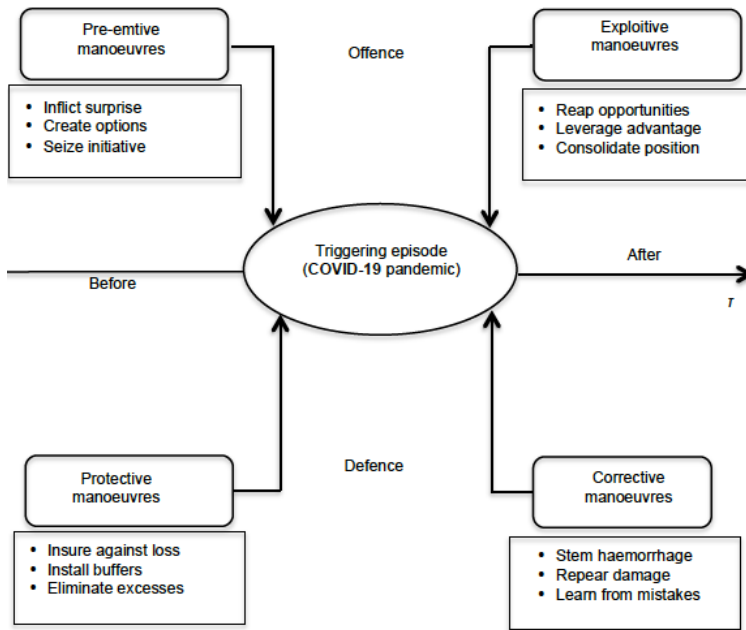 Pre-emtive
manoeuvres
• Inflict surprise
• Create options
• Seize initiative
Offence
Exploitive
manoeuvres
• Reap opportunities
• Leverage advantage
• Consolidate position
Triggering episode
(COVID-19 pandemic)
Before
After
τ
Protective
manoeuvres
• Insure against loss
• Install buffers
• Eliminate excesses
Defence
Corrective
manoeuvres
• Stem haemorrhage
• Repear damage
• Learn from mistakes